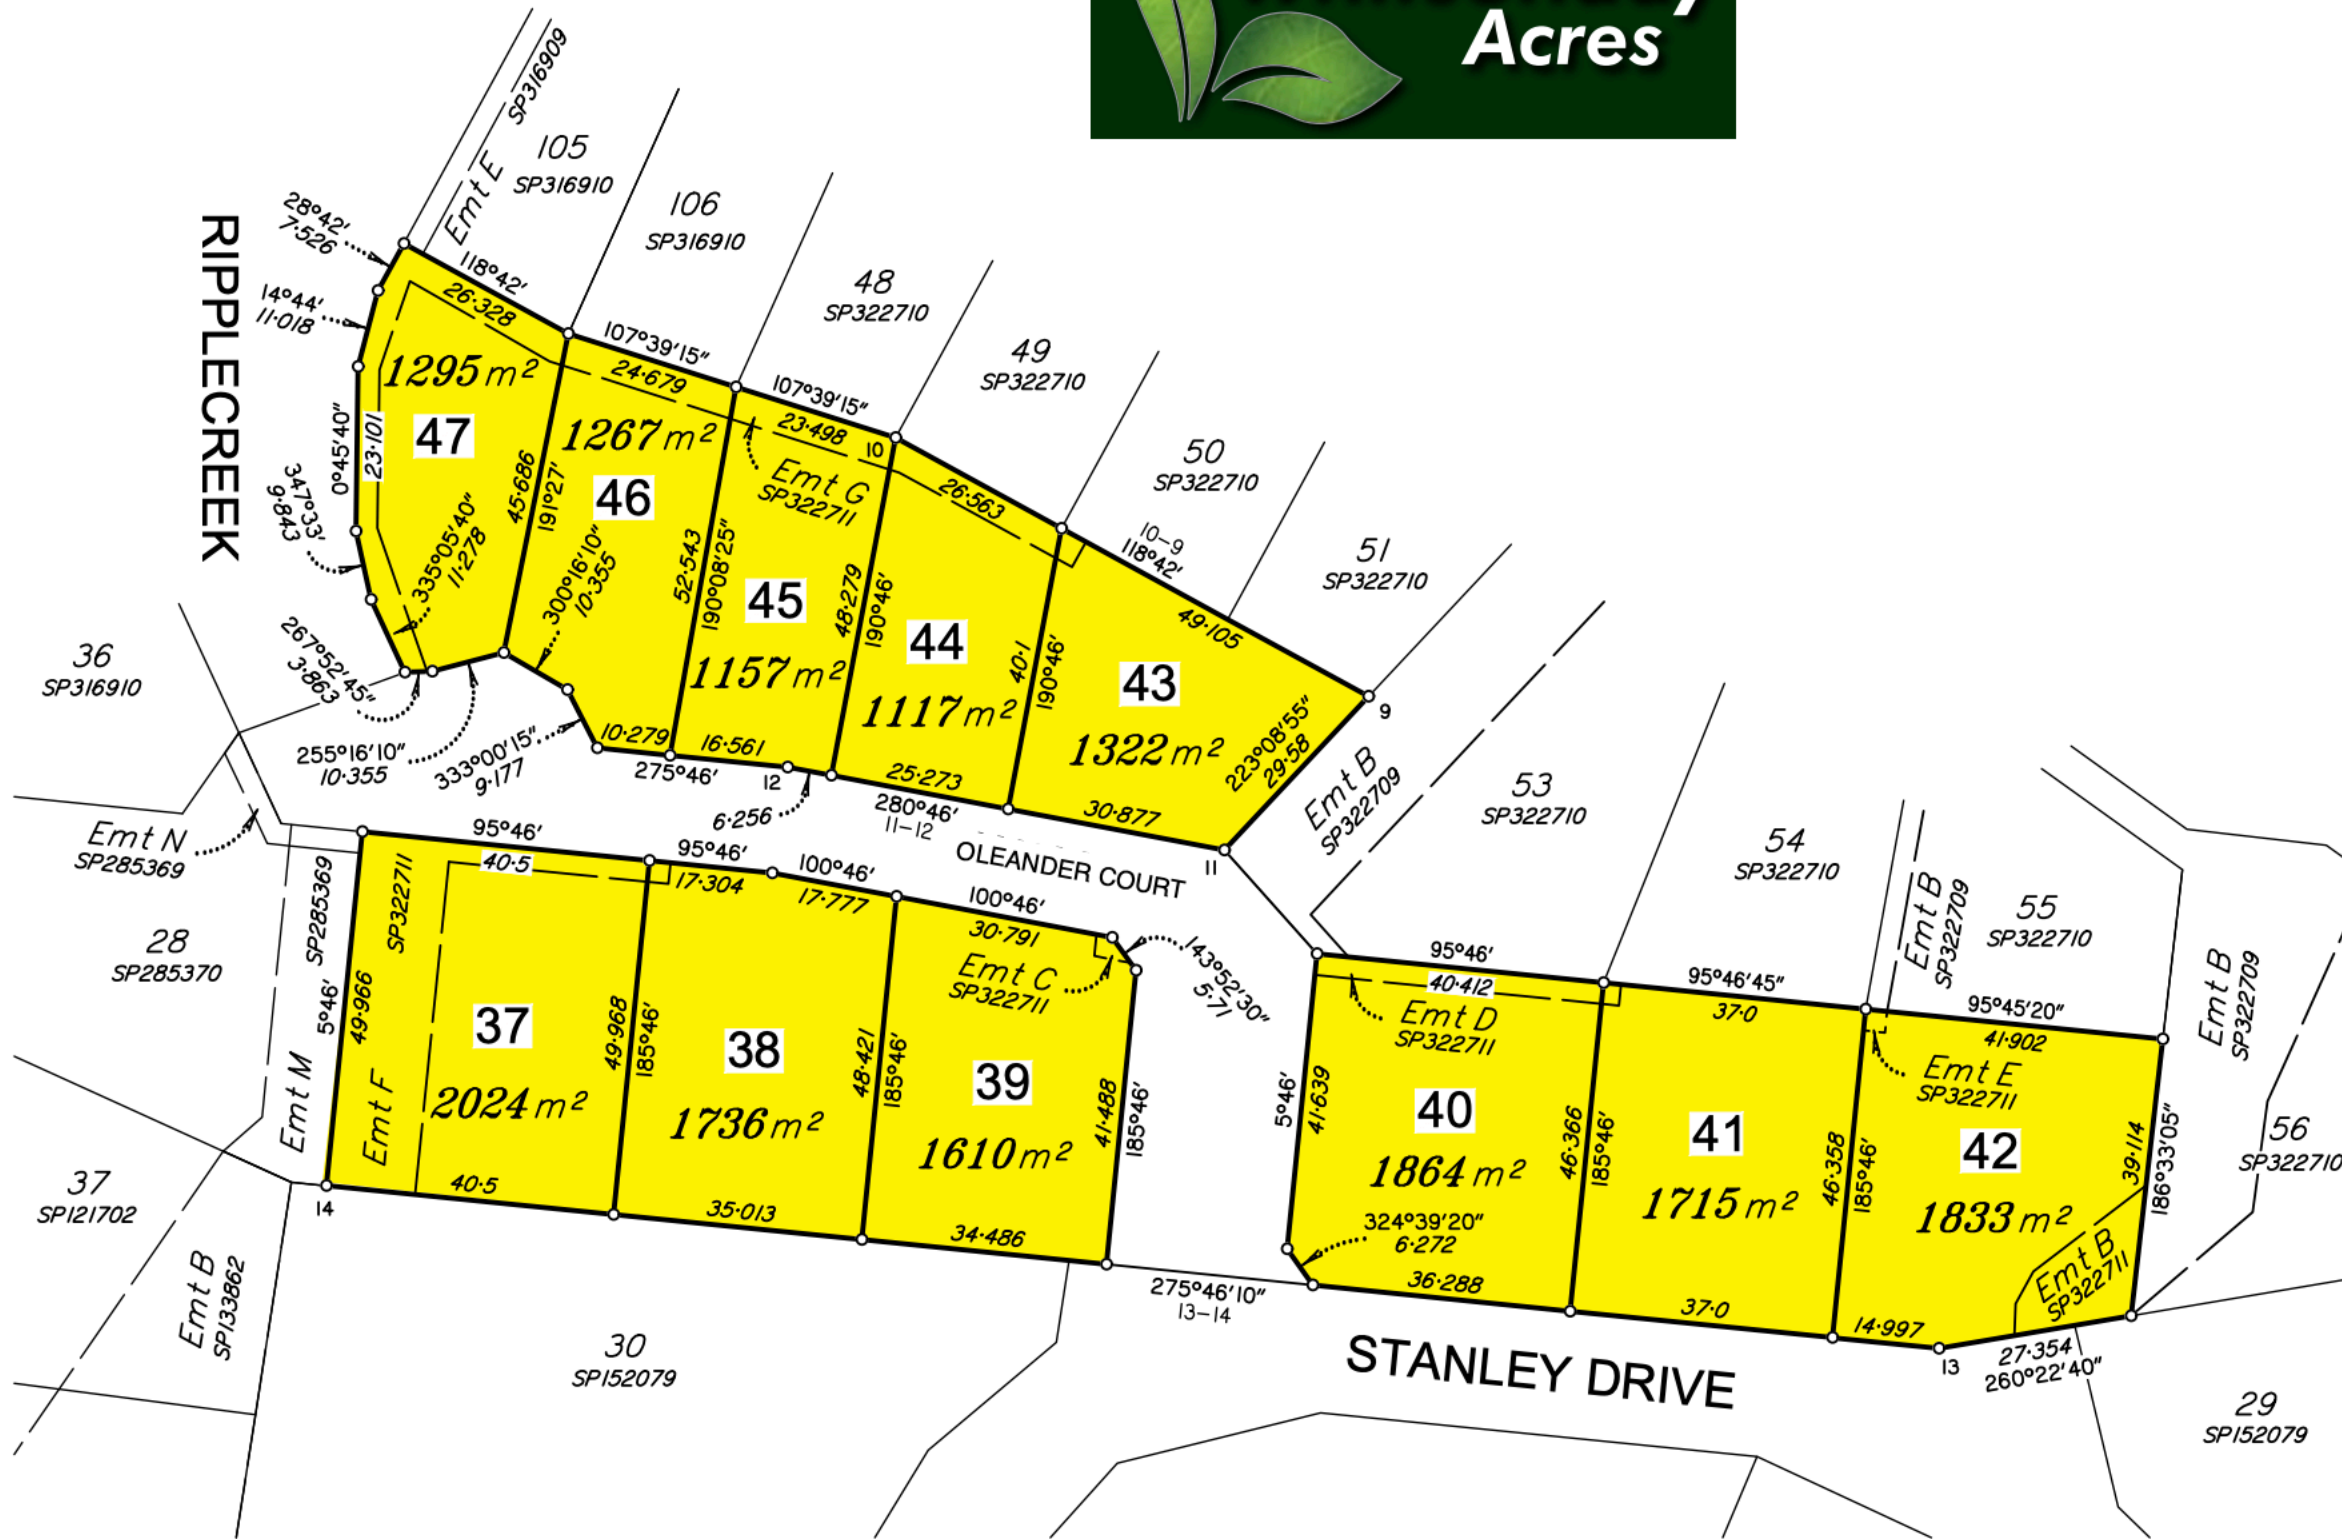 Acres
SP316909
Emt E
105
SP316910
106
SP316910
48
SP322710
49
SP322710
50
SP322710
51
SP322710
RIPPLECREEK
28°42'
7·526
14°44'
11·018
118°42'
26·328
107°39'15"
24·679
107°39'15"
23·498
10
26·563
10-9
118°42'
49·105
9
1295 m²
47
0°45'40"
23·101
347°33'
9·843
335°05'40"
11·278
267°52'45"
3·863
255°16'10"
10·355
45·686
191°27'
1267 m²
46
300°16'10"
10·355
333°00'15"
9·177
10·279
52·543
190°08'25"
Emt G
SP322711
45
1157 m²
16·561
275°46'
12
6·256
48·279
190°46'
44
1117 m²
25·273
280°46'
11-12
40·1
190°46'
43
1322 m²
30·877
223°08'55"
29·58
11
OLEANDER COURT
36
SP316910
Emt N
SP285369
28
SP285370
SP285369
Emt M
37
SP121702
Emt B
SP133862
95°46'
40·5
95°46'
17·304
100°46'
17·777
100°46'
30·791
143°52'30"
5·71
5°46'
49·966
SP322711
Emt F
37
2024 m²
40·5
14
49·968
185°46'
38
1736 m²
35·013
48·421
185°46'
Emt C
SP322711
39
1610 m²
34·486
41·488
185°46'
275°46'10"
13-14
Emt B
SP322709
53
SP322710
54
SP322710
Emt B
SP322709
55
SP322710
Emt B
SP322709
56
SP322710
95°46'
40·412
95°46'45"
37·0
95°45'20"
41·902
5°46'
41·639
Emt D
SP322711
40
1864 m²
324°39'20"
6·272
36·288
46·366
185°46'
41
1715 m²
37·0
46·358
185°46'
Emt E
SP322711
42
1833 m²
39·114
186°33'05"
Emt B
SP322711
14·997
13
27·354
260°22'40"
STANLEY DRIVE
30
SP152079
29
SP152079